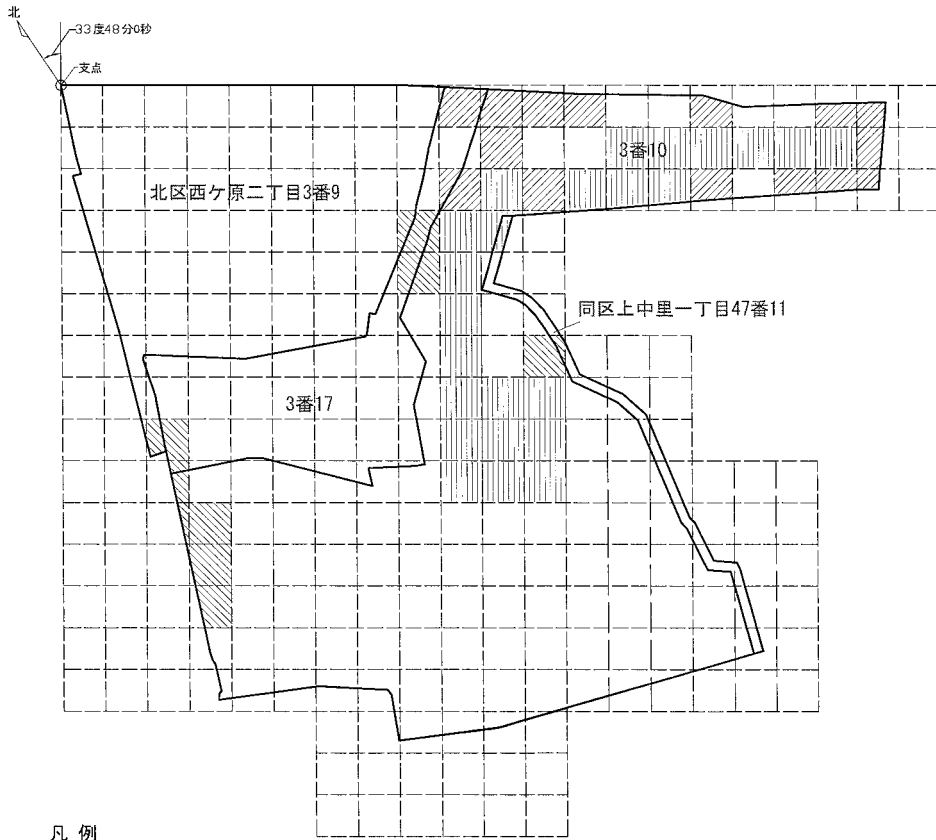 北
33度48分0秒
支点
3番10
北区西ケ原二丁目3番9
同区上中里一丁目47番11
3番17
凡 例